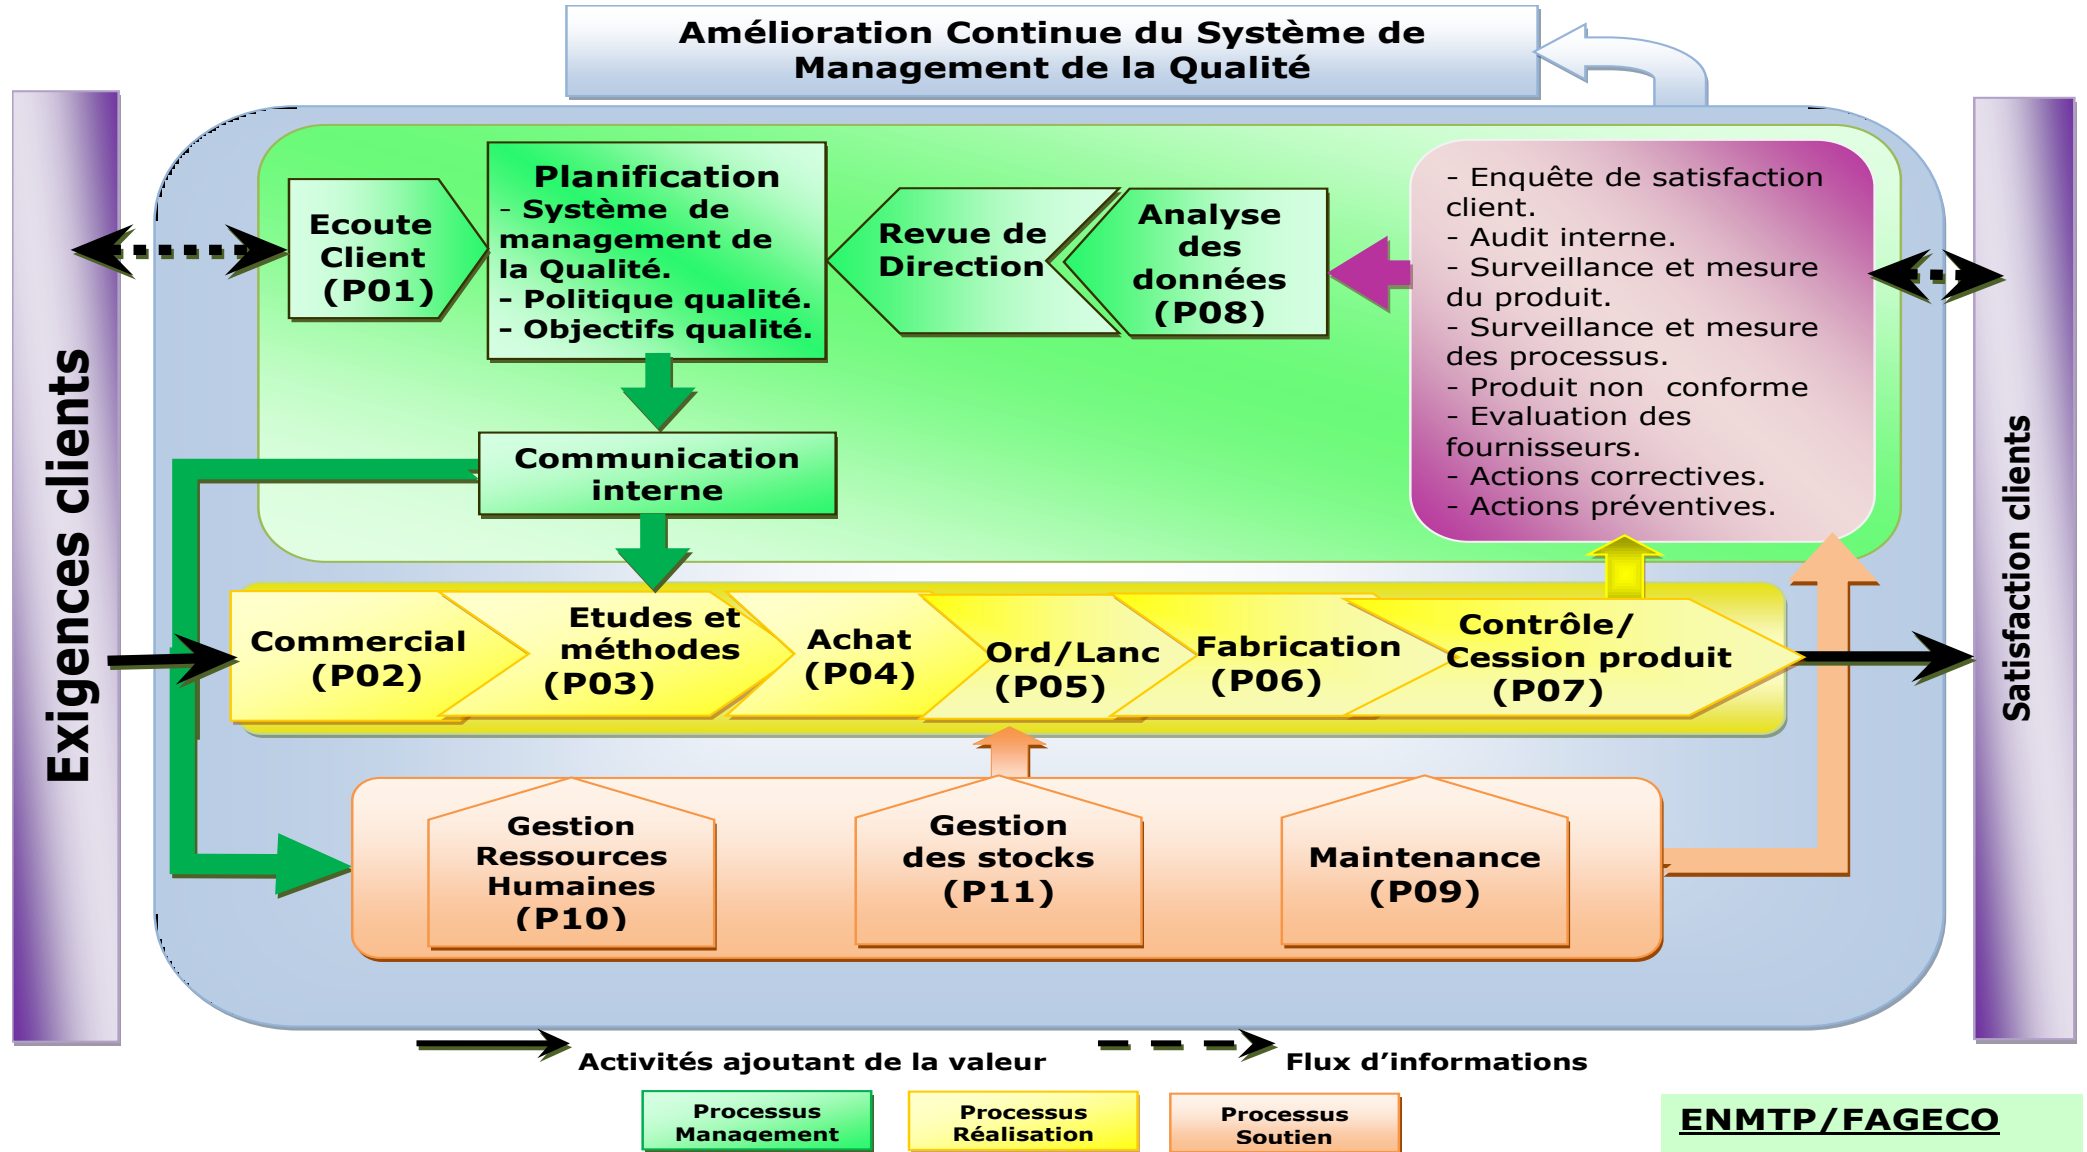 Amélioration Continue du Système de
Management de la Qualité
Exigences clients
Ecoute
Client
(P01)
Planification
- Système de
management de
la Qualité.
- Politique qualité.
- Objectifs qualité.
Revue de
Direction
Analyse
des
données
(P08)
- Enquête de satisfaction
client.
- Audit interne.
- Surveillance et mesure
du produit.
- Surveillance et mesure
des processus.
- Produit non conforme
- Evaluation des
fournisseurs.
- Actions correctives.
- Actions préventives.
Satisfaction clients
Communication
interne
Commercial
(P02)
Etudes et
méthodes
(P03)
Achat
(P04)
Ord/Lanc
(P05)
Fabrication
(P06)
Contrôle/
Cession produit
(P07)
Gestion
Ressources
Humaines
(P10)
Gestion
des stocks
(P11)
Maintenance
(P09)
Activités ajoutant de la valeur
Flux d’informations
Processus
Management
Processus
Réalisation
Processus
Soutien
ENMTP/FAGECO